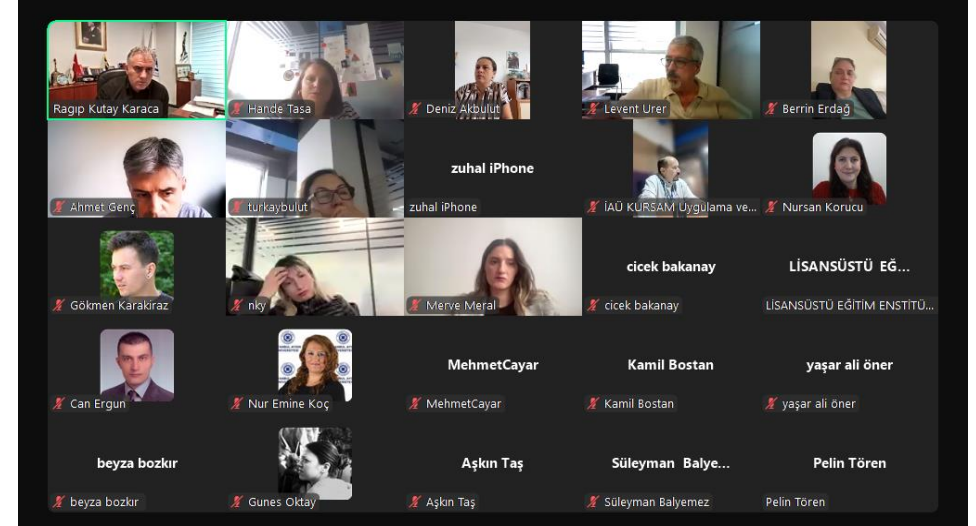 Ragıp Kutay Karaca
Hande Tasa
Deniz Akbulut
Levent Urer
Berrin Erdağ
Ahmet Genç
turkaybulut
zuhal iPhone
zuhal iPhone
İAÜ KURSAM Uygulama ve...
Nursan Korucu
Gökmen Karakiraz
nky
Merve Meral
cicek bakanay
cicek bakanay
LİSANSÜSTÜ EĞ...
LİSANSÜSTÜ EĞİTİM ENSTİTÜ...
Can Ergun
Nur Emine Koç
MehmetCayar
MehmetCayar
Kamil Bostan
Kamil Bostan
yaşar ali öner
yaşar ali öner
beyza bozkır
beyza bozkır
Gunes Oktay
Aşkın Taş
Aşkın Taş
Süleyman Balye...
Süleyman Balyemez
Pelin Tören
Pelin Tören